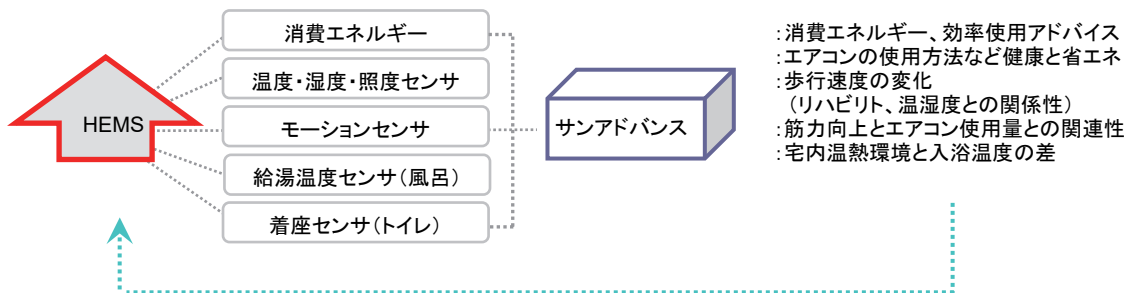 HEMS
消費エネルギー
温度・湿度・照度センサ
モーションセンサ
給湯温度センサ(風呂)
着座センサ(トイレ)
サンアドバンス
:消費エネルギー、効率使用アドバイス
:エアコンの使用方法など健康と省エネ
:歩行速度の変化
(リハビリト、温湿度との関係性)
:筋力向上とエアコン使用量との関連性
:宅内温熱環境と入浴温度の差